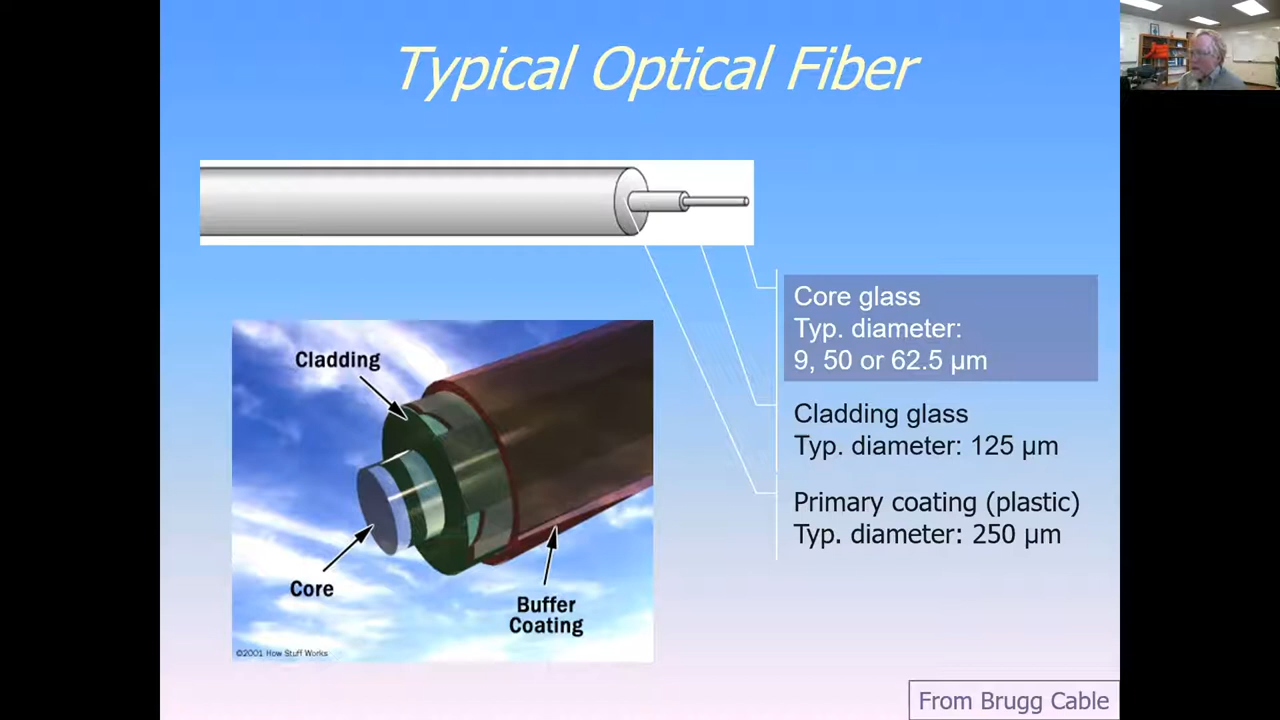 Typical Optical Fiber
Core glass
Typ. diameter:
9, 50 or 62.5 µm
Cladding glass
Typ. diameter: 125 µm
Primary coating (plastic)
Typ. diameter: 250 µm
Cladding
Core
Buffer
Coating
©2001 How Stuff Works
From Brugg Cable